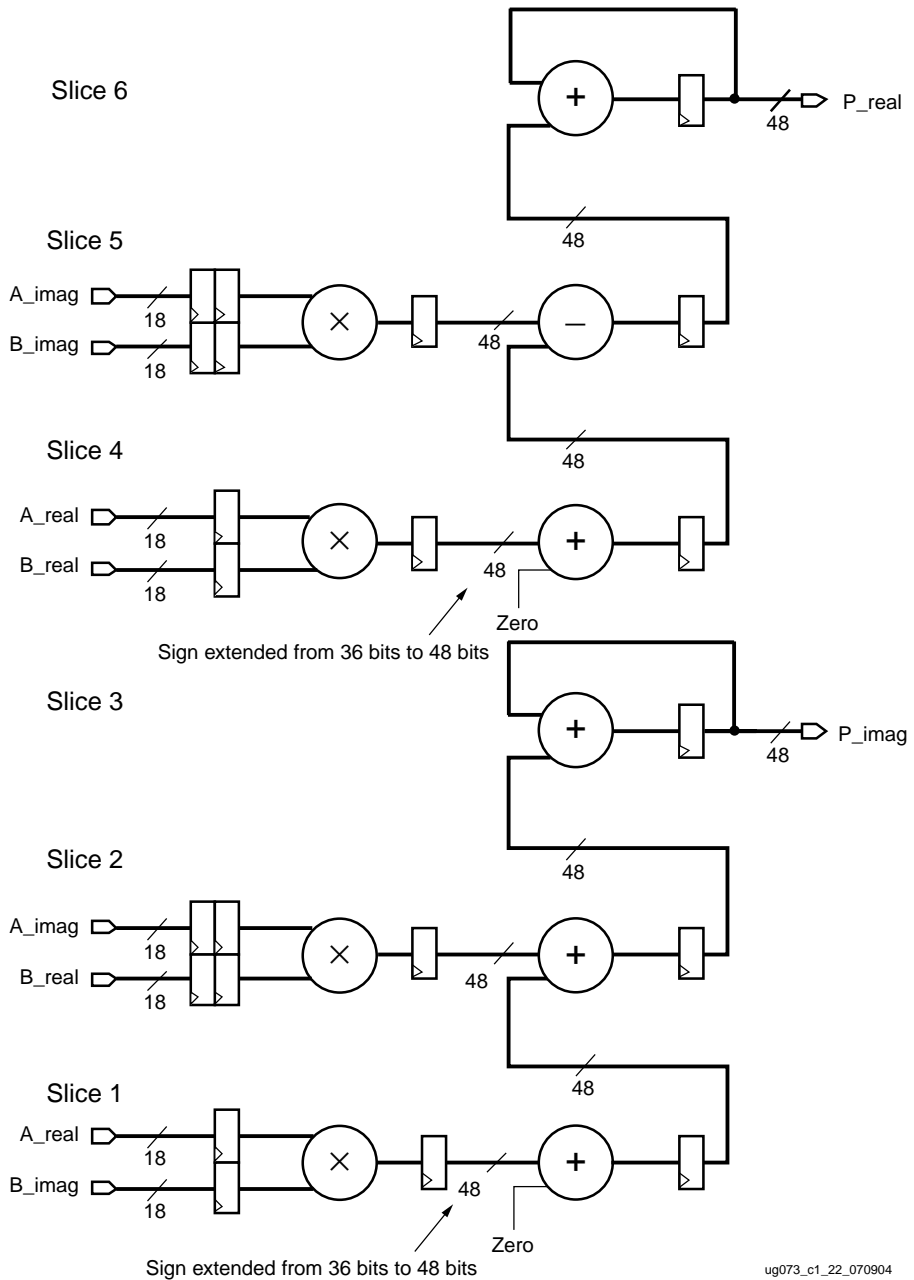 Slice 6
+
48
P_real
48
Slice 5
A_imag
18
B_imag
18
×
48
–
48
Slice 4
A_real
18
B_real
18
×
48
+
Zero
Sign extended from 36 bits to 48 bits
Slice 3
+
48
P_imag
48
Slice 2
A_imag
18
B_real
18
×
48
+
48
Slice 1
A_real
18
B_imag
18
×
48
+
Zero
Sign extended from 36 bits to 48 bits
ug073_c1_22_070904